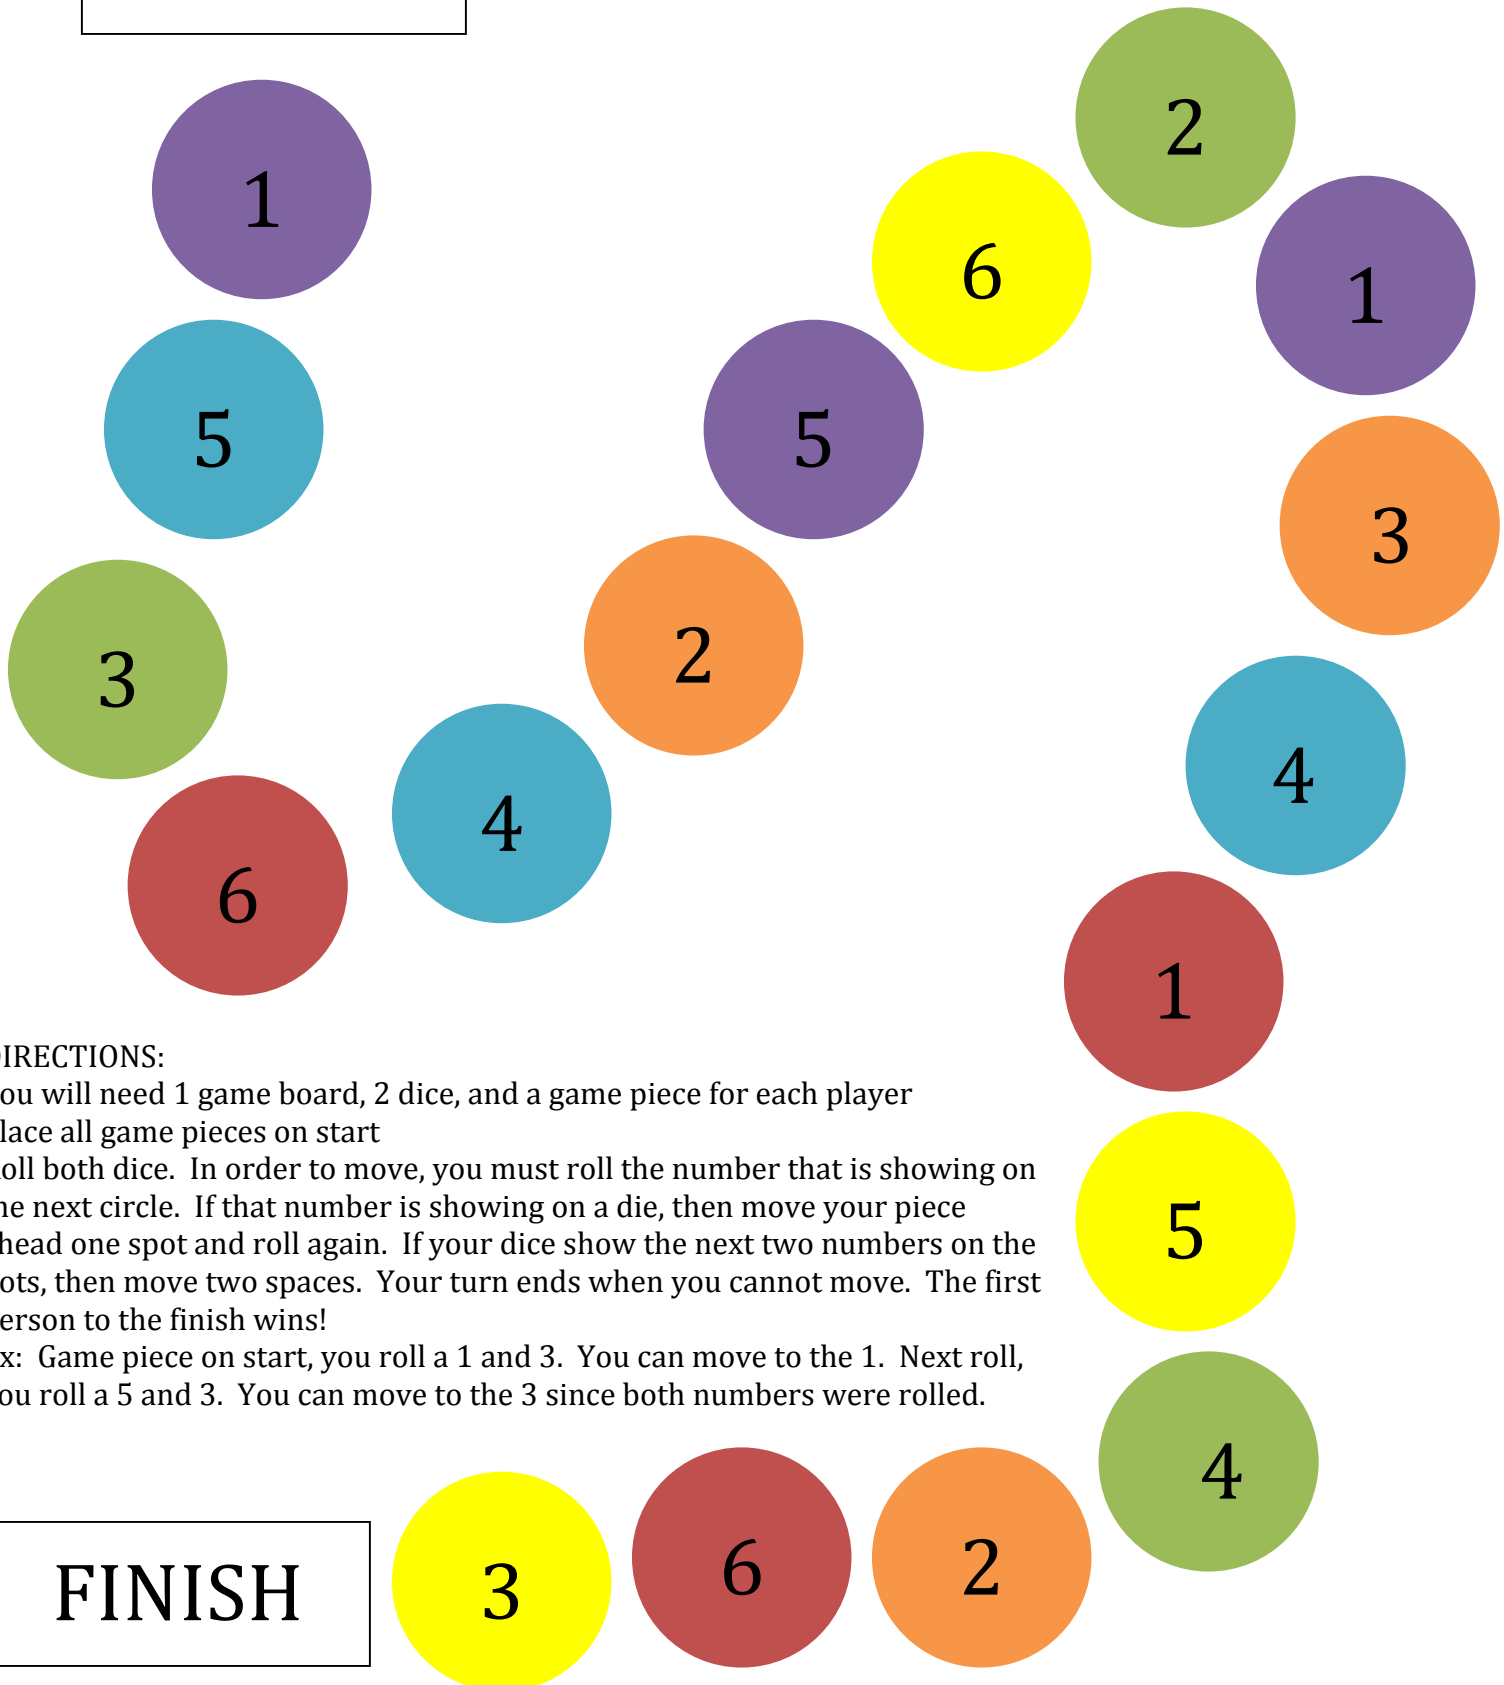 1
5
3
6
4
2
5
6
2
1
3
4
1
5
4
2
6
3
FINISH
DIRECTIONS:
ou will need 1 game board, 2 dice, and a game piece for each player
lace all game pieces on start
oll both dice.  In order to move, you must roll the number that is showing on
he next circle.  If that number is showing on a die, then move your piece
head one spot and roll again.  If your dice show the next two numbers on the
ots, then move two spaces.  Your turn ends when you cannot move.  The first
erson to the finish wins!
x:  Game piece on start, you roll a 1 and 3.  You can move to the 1.  Next roll,
ou roll a 5 and 3.  You can move to the 3 since both numbers were rolled.